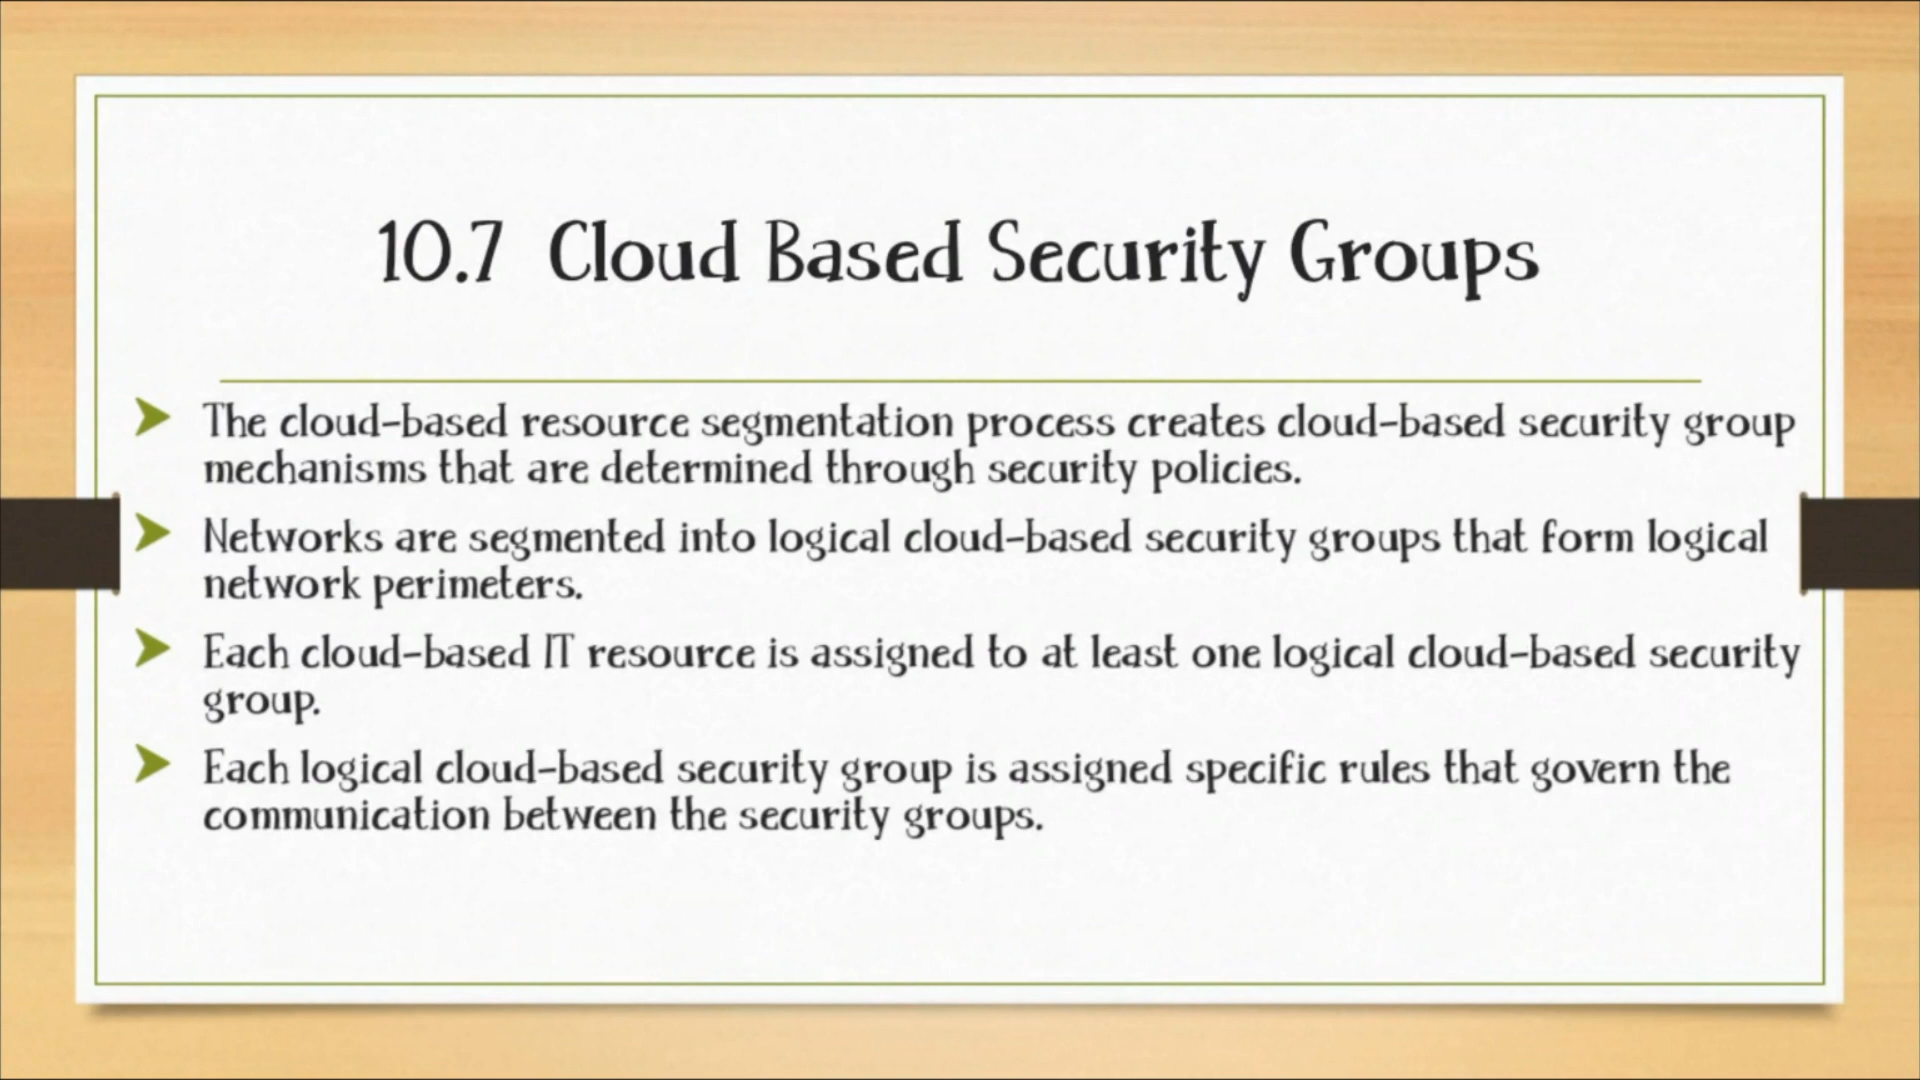 10.7 Cloud Based Security Groups
The cloud-based resource segmentation process creates cloud-based security group
mechanisms that are determined through security policies.
Networks are segmented into logical cloud-based security groups that form logical
network perimeters.
Each cloud-based IT resource is assigned to at least one logical cloud-based security
group.
Each logical cloud-based security group is assigned specific rules that govern the
communication between the security groups.